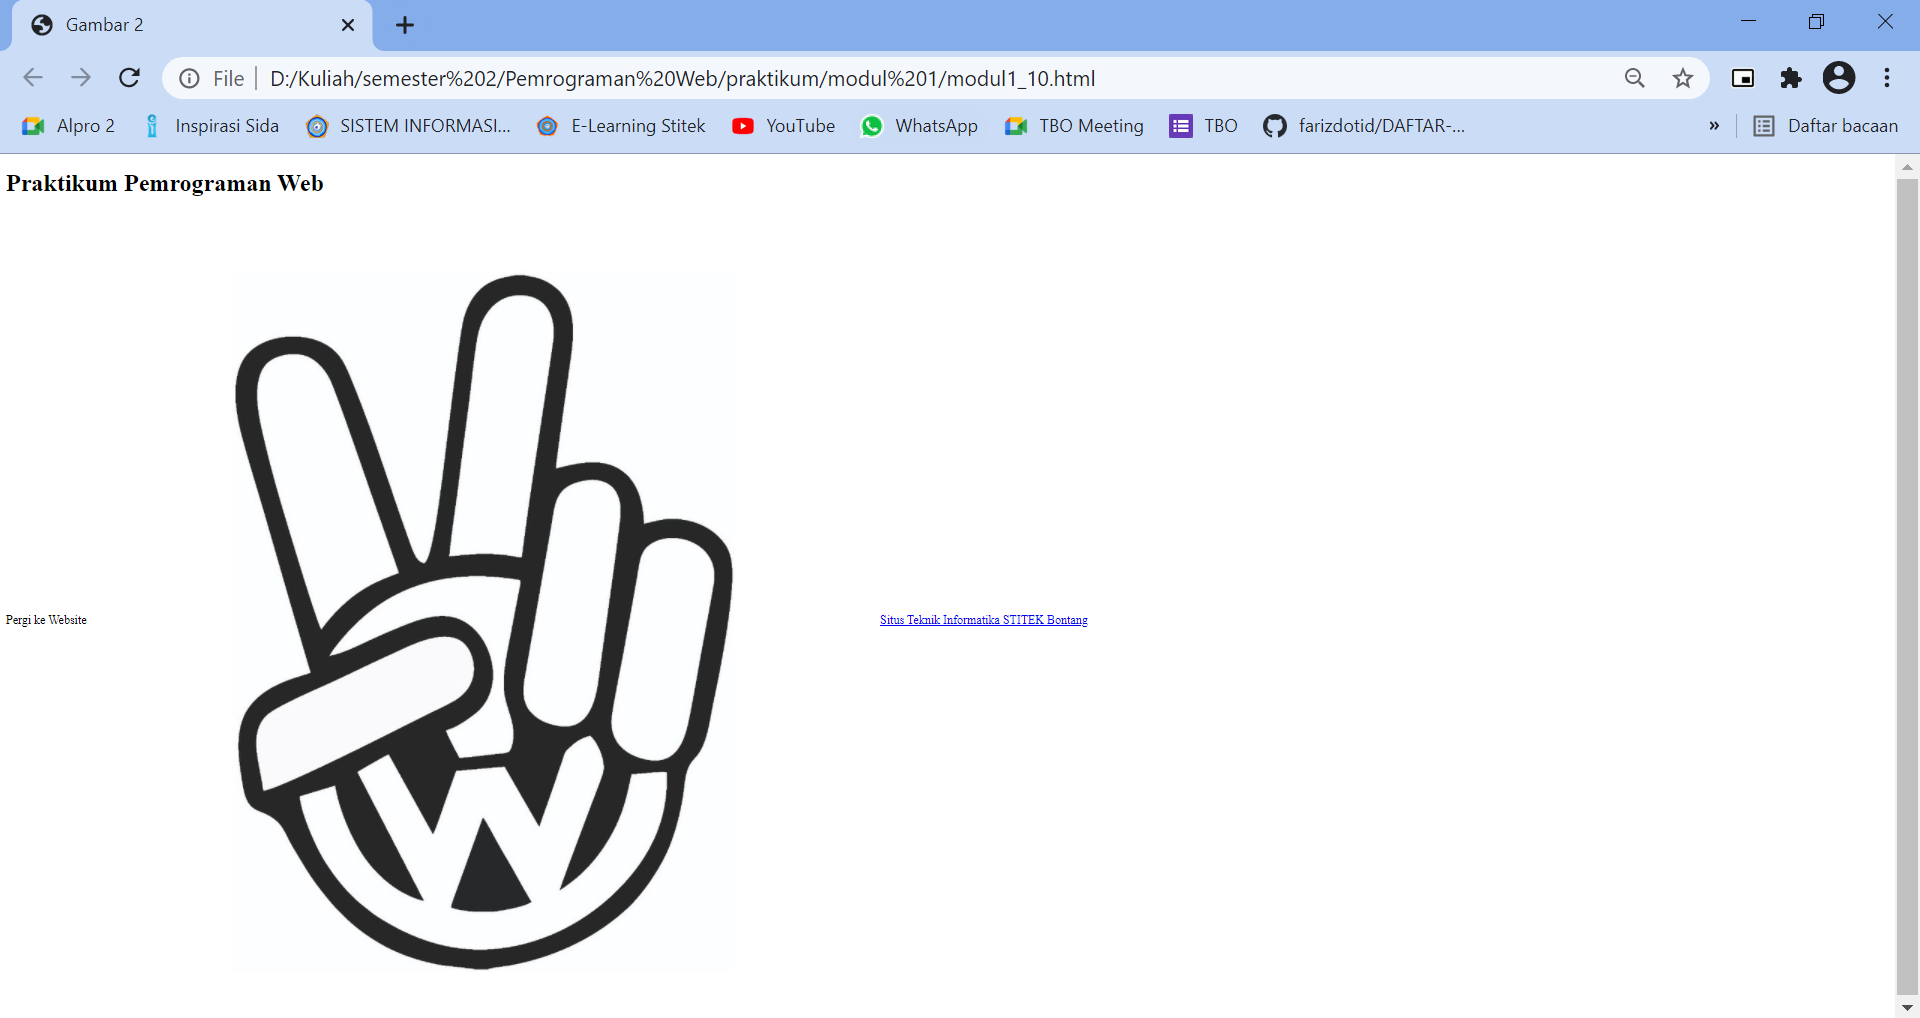 Gambar 2
File D:/Kuliah/semester%202/Pemrograman%20Web/praktikum/modul%201/modul1_10.html
Alpro 2 Inspirasi Sida SISTEM INFORMASI... E-Learning Stitek YouTube WhatsApp TBO Meeting TBO farizdotid/DAFTAR-... » Daftar bacaan
Praktikum Pemrograman Web
Pergi ke Website Situs Teknik Informatika STITEK Bontang
W